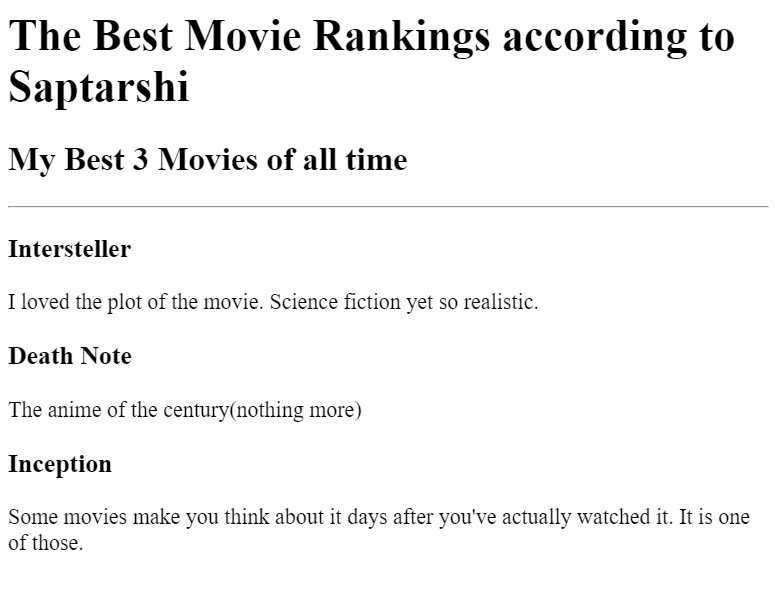 The Best Movie Rankings according to
Saptarshi
My Best 3 Movies of all time
Intersteller
I loved the plot of the movie. Science fiction yet so realistic.
Death Note
The anime of the century(nothing more)
Inception
Some movies make you think about it days after you've actually watched it. It is one
of those.